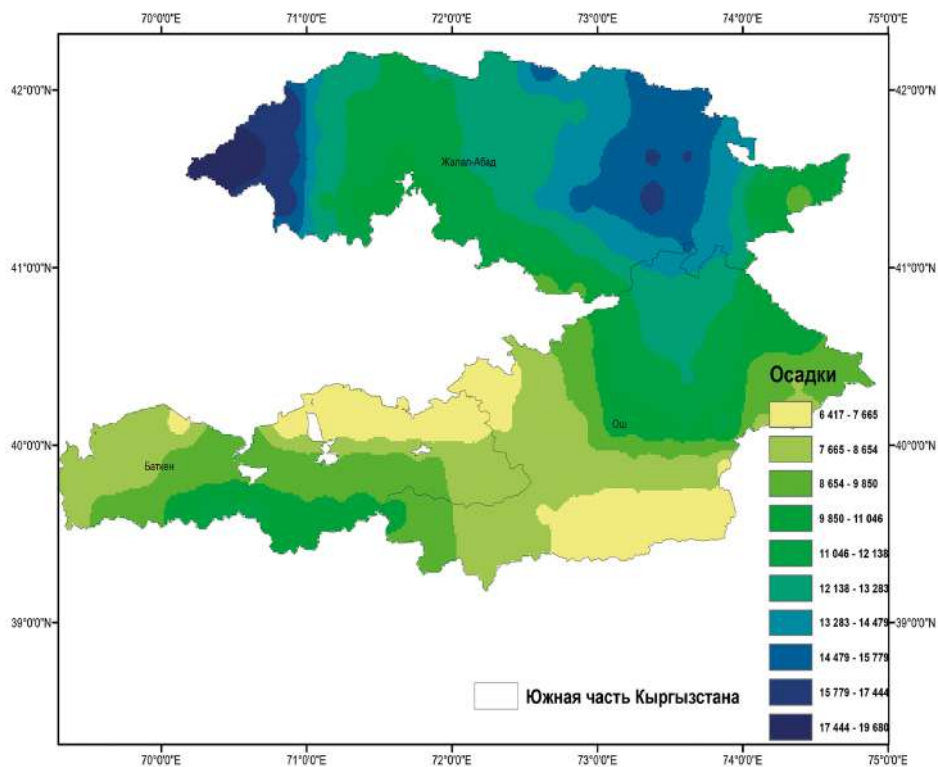 70°0'0"E 71°0'0"E 72°0'0"E 73°0'0"E 74°0'0"E 75°0'0"E
42°0'0"N 42°0'0"N
Жалал-Абад
41°0'0"N 41°0'0"N
Осадки
6 417 - 7 665
Ош
40°0'0"N 40°0'0"N
7 665 - 8 654
Баткен
8 654 - 9 850
9 850 - 11 046
11 046 - 12 138
12 138 - 13 283
39°0'0"N 39°0'0"N
13 283 - 14 479
14 479 - 15 779
Южная часть Кыргызстана
15 779 - 17 444
17 444 - 19 680
70°0'0"E 71°0'0"E 72°0'0"E 73°0'0"E 74°0'0"E 75°0'0"E